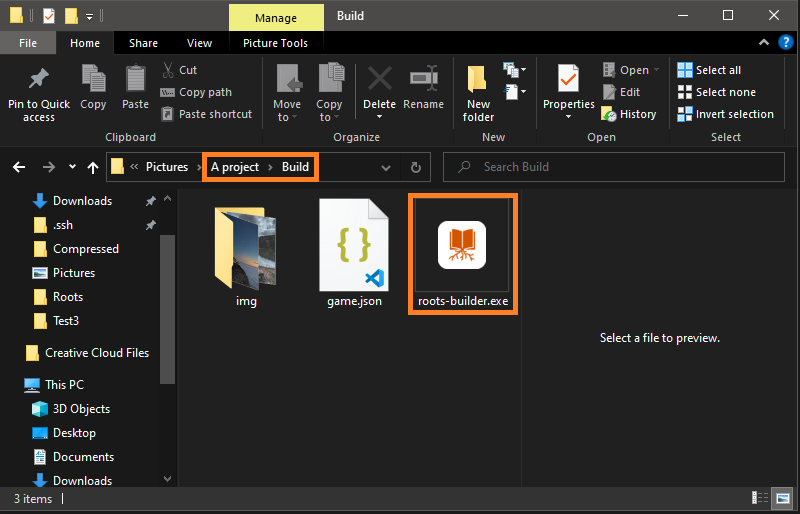 Manage
Build
File
Home
Share
View
Picture Tools
Pin to Quick access
Copy
Paste
Cut
Copy path
Paste shortcut
Clipboard
Move to
Copy to
Delete
Rename
Organize
New folder
New
Properties
Open
Edit
History
Open
Select all
Select none
Invert selection
Select
« Pictures › A project › Build
Search Build
Downloads
.ssh
Compressed
Pictures
Roots
Test3
Creative Cloud Files
This PC
3D Objects
Desktop
Documents
Downloads
{ }
img
game.json
roots-builder.exe
Select a file to preview.
3 items